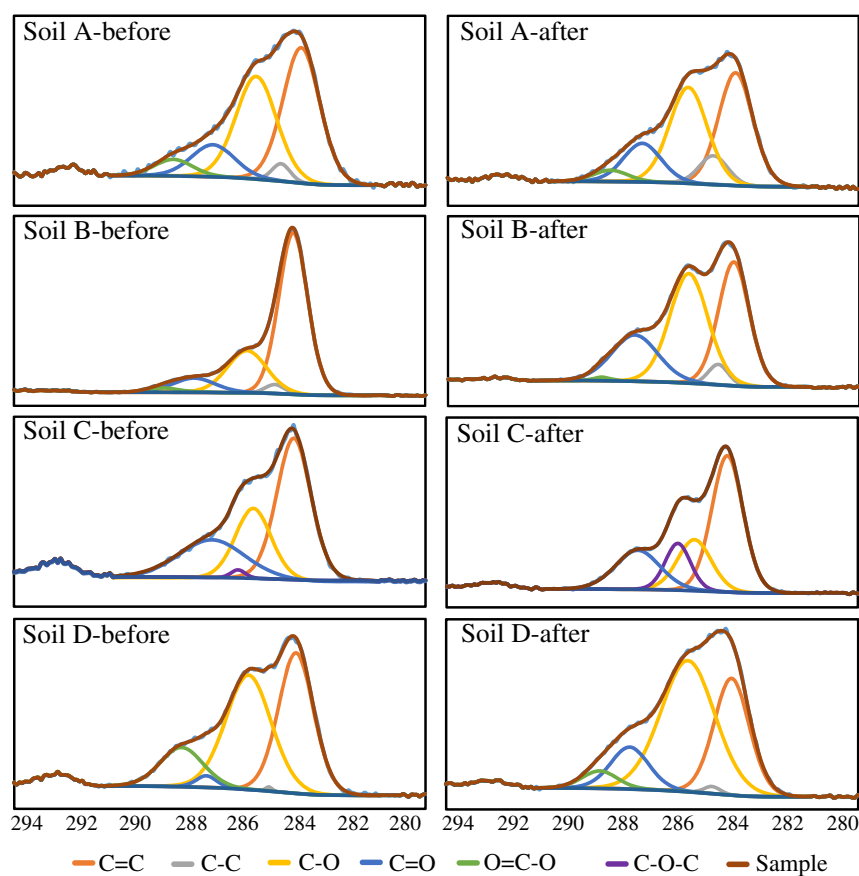 Soil A-before
Soil A-after
Soil B-before
Soil B-after
Soil C-before
Soil C-after
Soil D-before
Soil D-after
294 292 290 288 286 284 282 280
294 292 290 288 286 284 282 280
C=C C-C C-O C=O O=C-O C-O-C Sample